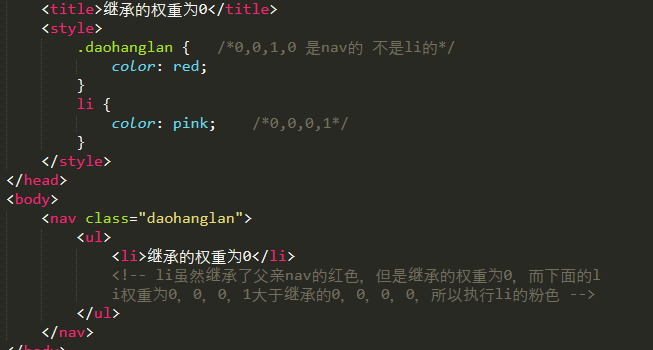 <title>继承的权重为0</title>
<style>
.daohanglan {   /*0,0,1,0 是nav的 不是li的*/
color: red;
}
li {
color: pink;    /*0,0,0,1*/
}
</style>
</head>
<body>
<nav class="daohanglan">
<ul>
<li>继承的权重为0</li>
<!-- li虽然继承了父亲nav的红色，但是继承的权重为0，而下面的l
i权重为0，0，0，1大于继承的0，0，0，0，所以执行li的粉色 -->
</ul>
</nav>
</body>